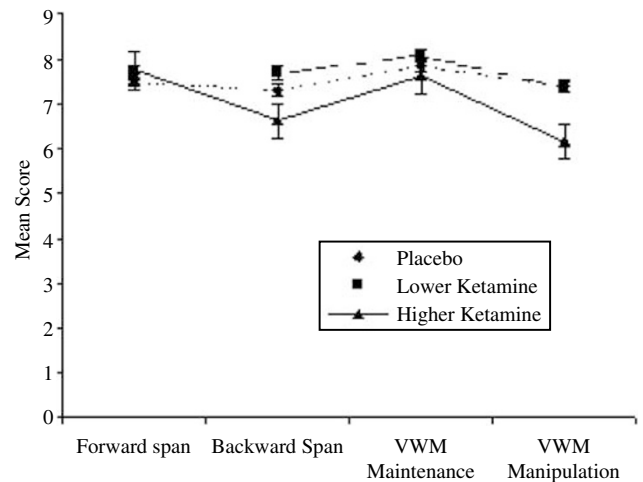 9
8
7
6
5
4
3
2
1
0
Mean Score
Placebo
Lower Ketamine
Higher Ketamine
Forward span
Backward Span
VWM
Maintenance
VWM
Manipulation